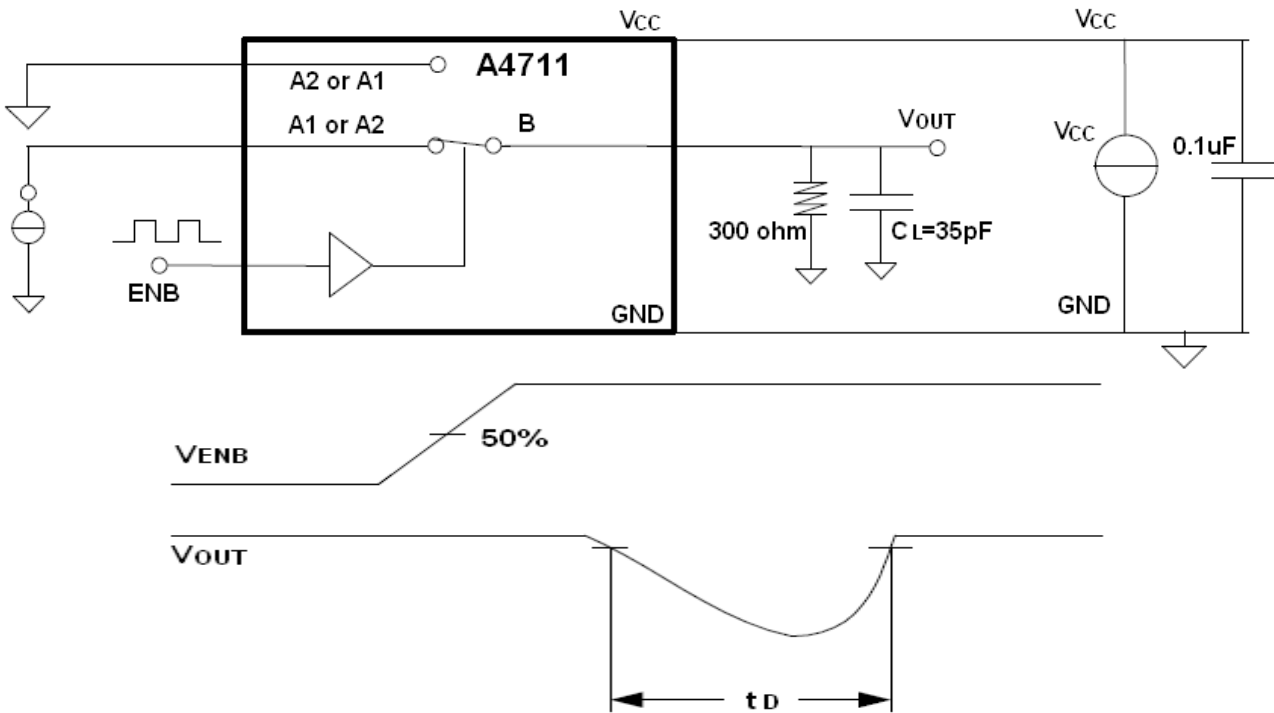 VCC
VCC
A4711
A2 or A1
A1 or A2
B
VOUT
VCC
0.1uF
300 ohm
CL=35pF
ENB
GND
GND
50%
VENB
VOUT
tD